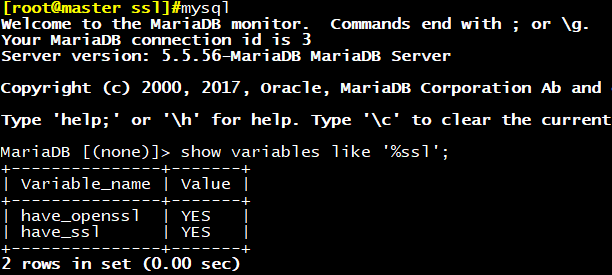 [root@master ssl]#mysql
Welcome to the MariaDB monitor.  Commands end with ; or \g.
Your MariaDB connection id is 3
Server version: 5.5.56-MariaDB MariaDB Server

Copyright (c) 2000, 2017, Oracle, MariaDB Corporation Ab and

Type 'help;' or '\h' for help. Type '\c' to clear the current

MariaDB [(none)]> show variables like '%ssl';
+---------------+-------+
| Variable_name | Value |
+---------------+-------+
| have_openssl  | YES   |
| have_ssl      | YES   |
+---------------+-------+
2 rows in set (0.00 sec)